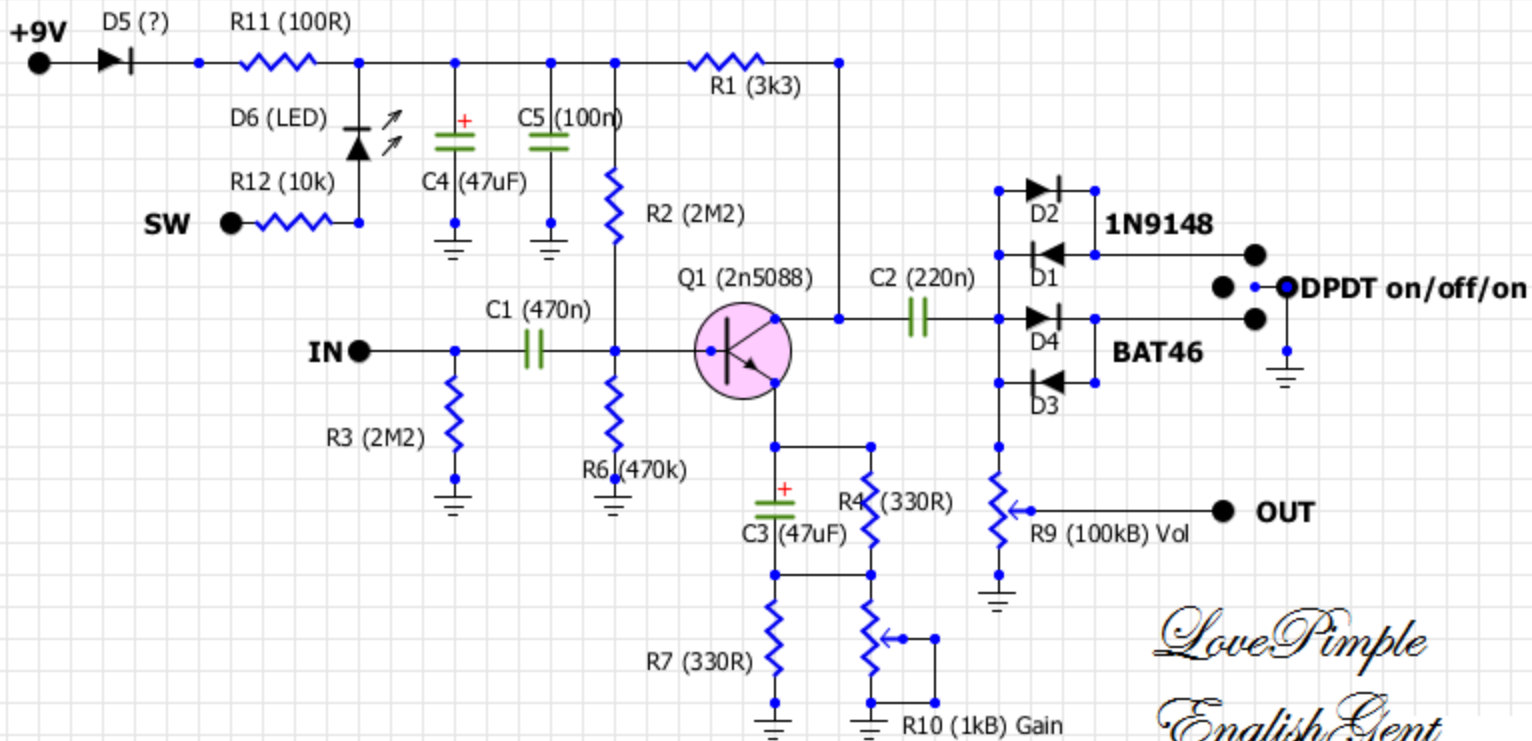 D5 (?)
R11 (100R)
+9V
R1 (3k3)
D6 (LED)
+
C5 (100n)
R12 (10k)
C4 (47uF)
SW
R2 (2M2)
D2
1N9148
Q1 (2n5088)
C2 (220n)
D1
DPDT on/off/on
C1 (470n)
D4
IN
BAT46
D3
R3 (2M2)
R6 (470k)
+
R4 (330R)
OUT
C3 (47uF)
R9 (100kB) Vol
LovePimple
R7 (330R)
R10 (1kB) Gain
EnglishGent